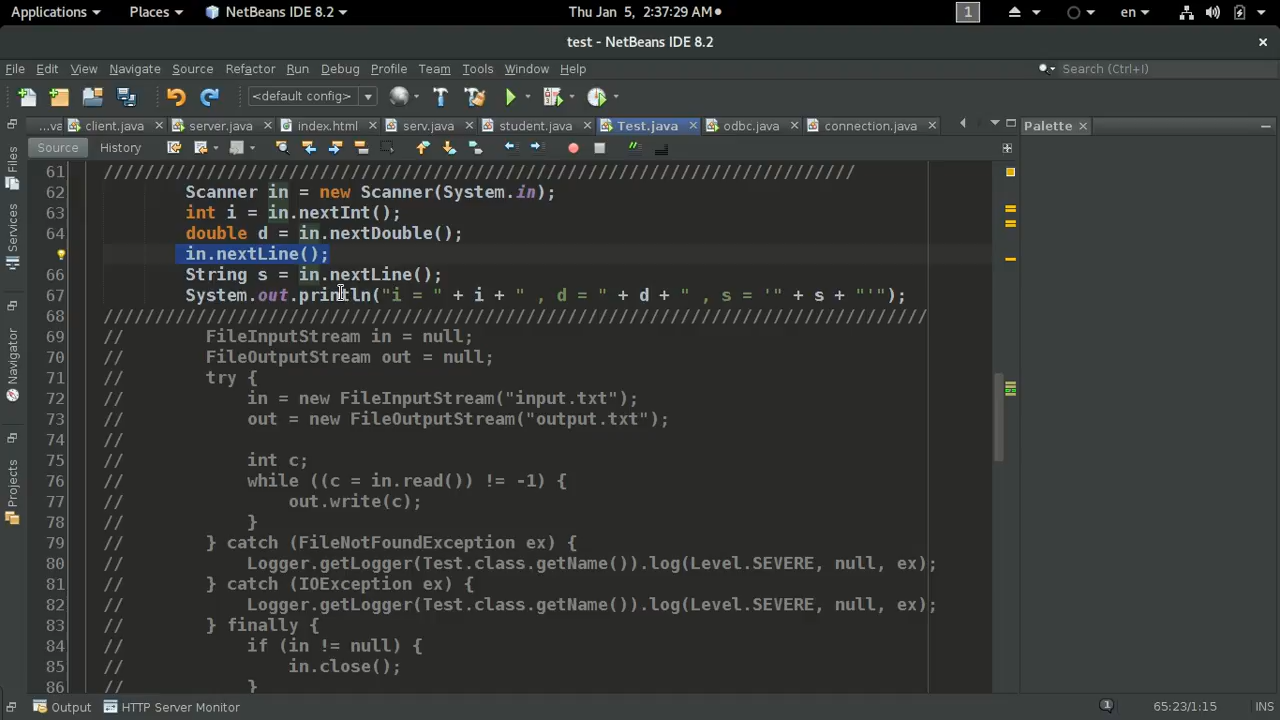 Applications Places NetBeans IDE 8.2 Thu Jan 5, 2:37:29 AM 1 en
test - NetBeans IDE 8.2
File Edit View Navigate Source Refactor Run Debug Profile Team Tools Window Help Search (Ctrl+I)
<default config>
...va client.java server.java index.html serv.java student.java Test.java odbc.java connection.java Palette
Source History
61 /////////////////////////////////////////////////////////////////////////
62 Scanner in = new Scanner(System.in);
63 int i = in.nextInt();
64 double d = in.nextDouble();
in.nextLine();
66 String s = in.nextLine();
67 System.out.println("i = " + i + " , d = " + d + " , s = '" + s + "'");
68 ////////////////////////////////////////////////////////////////////////////////
69 // FileInputStream in = null;
70 // FileOutputStream out = null;
71 // try {
72 // in = new FileInputStream("input.txt");
73 // out = new FileOutputStream("output.txt");
74 //
75 // int c;
76 // while ((c = in.read()) != -1) {
77 // out.write(c);
78 // }
79 // } catch (FileNotFoundException ex) {
80 // Logger.getLogger(Test.class.getName()).log(Level.SEVERE, null, ex);
81 // } catch (IOException ex) {
82 // Logger.getLogger(Test.class.getName()).log(Level.SEVERE, null, ex);
83 // } finally {
84 // if (in != null) {
85 // in.close();
86 // }
Files
Services
Navigator
Projects
Output HTTP Server Monitor 1 65:23/1:15 INS